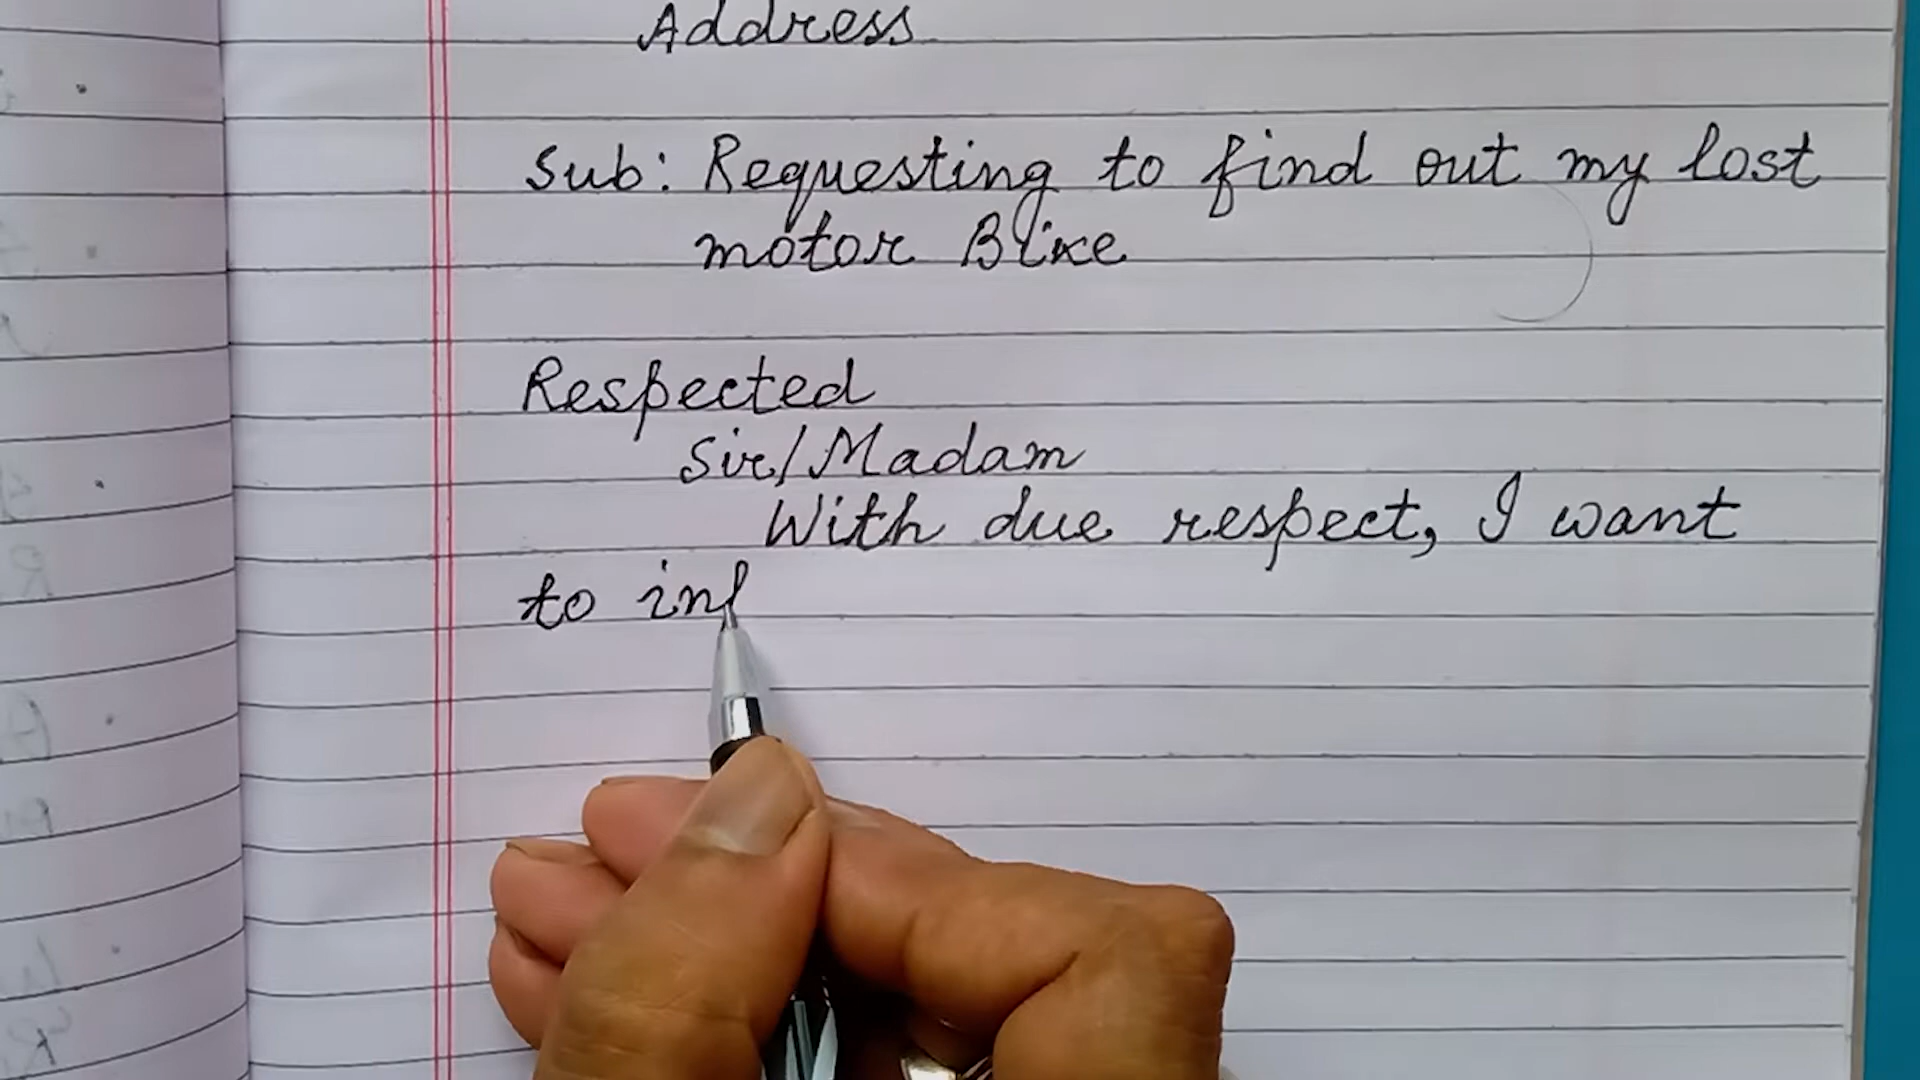 Address
Sub: Requesting to find out my lost
motor Bike
Respected
Sir/Madam
With due respect, I want
to inf